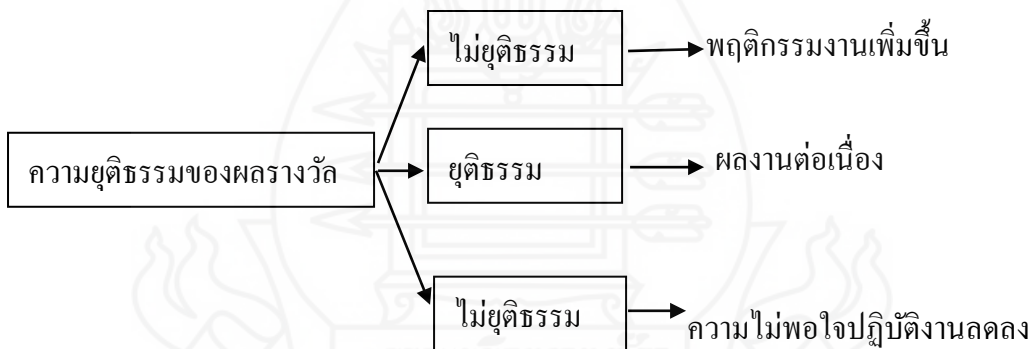 ไม่ยุติธรรม
พฤติกรรมงานเพิ่มขึ้น
ความยุติธรรมของผลรางวัล
ยุติธรรม
ผลงานต่อเนื่อง
ไม่ยุติธรรม
ความไม่พอใจปฏิบัติงานลดลง